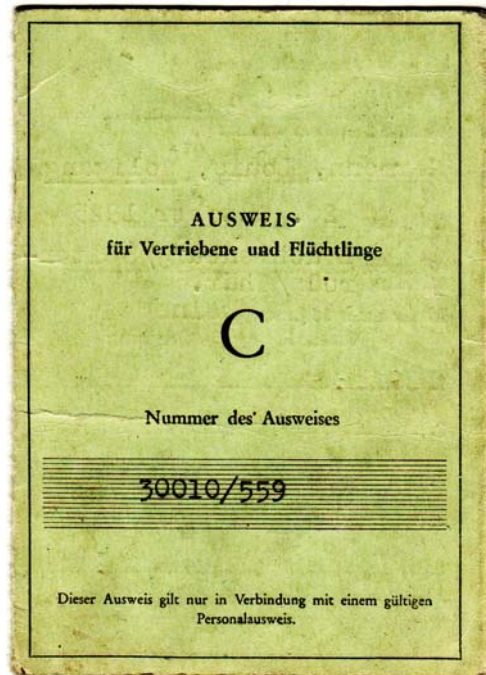 AUSWEIS
für Vertriebene und Flüchtlinge
C
Nummer des Ausweises
30010/559
Dieser Ausweis gilt nur in Verbindung mit einem gültigen
Personalausweis.